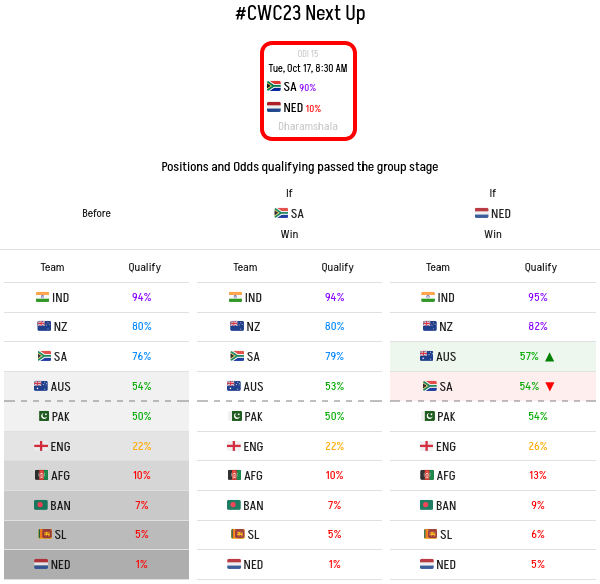 #CWC23 Next Up
ODI 15
Tue, Oct 17, 8:30 AM
SA 90%
NED 10%
Dharamshala
Positions and Odds qualifying passed the group stage
Before
If
SA
Win
If
NED
Win
Team Qualify Team Qualify Team Qualify
IND 94% IND 94% IND 95%
NZ 80% NZ 80% NZ 82%
SA 76% SA 79% AUS 57% ▲
AUS 54% AUS 53% SA 54% ▼
PAK 50% PAK 50% PAK 54%
ENG 22% ENG 22% ENG 26%
AFG 10% AFG 10% AFG 13%
BAN 7% BAN 7% BAN 9%
SL 5% SL 5% SL 6%
NED 1% NED 1% NED 5%